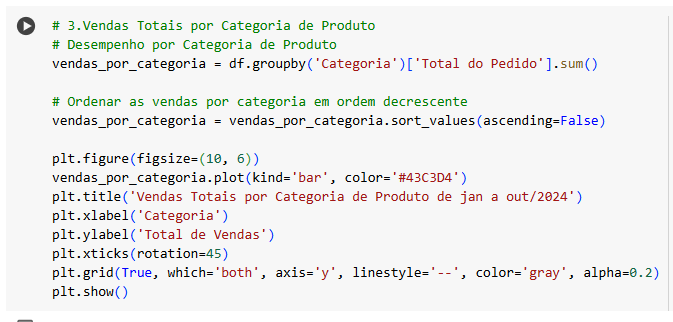 # 3.Vendas Totais por Categoria de Produto
# Desempenho por Categoria de Produto
vendas_por_categoria = df.groupby('Categoria')['Total do Pedido'].sum()
# Ordenar as vendas por categoria em ordem decrescente
vendas_por_categoria = vendas_por_categoria.sort_values(ascending=False)
plt.figure(figsize=(10, 6))
vendas_por_categoria.plot(kind='bar', color='#43C3D4')
plt.title('Vendas Totais por Categoria de Produto de jan a out/2024')
plt.xlabel('Categoria')
plt.ylabel('Total de Vendas')
plt.xticks(rotation=45)
plt.grid(True, which='both', axis='y', linestyle='--', color='gray', alpha=0.2)
plt.show()